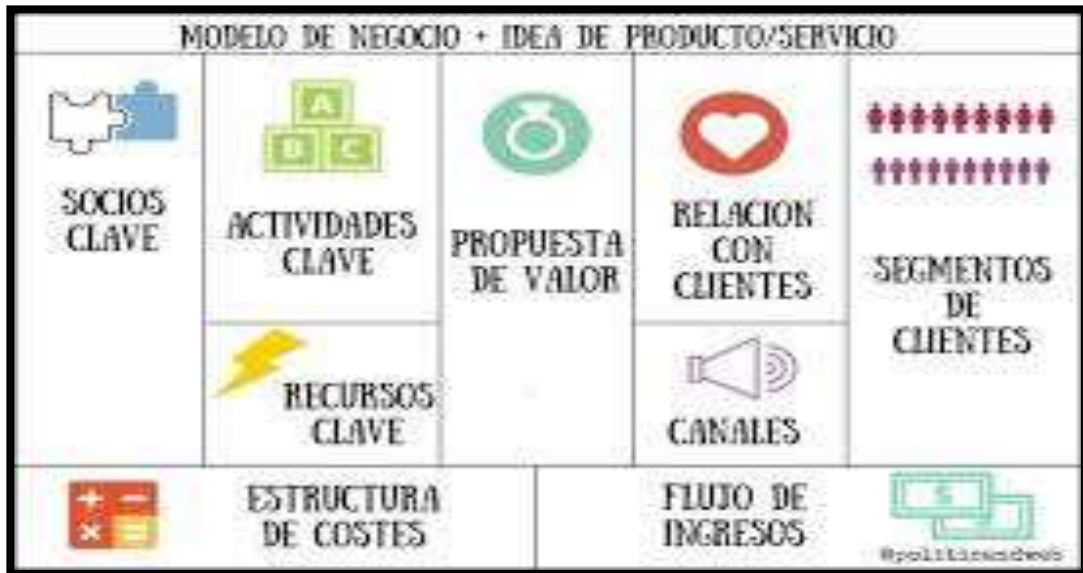 MODELO DE NEGOCIO + IDEA DE PRODUCTO/SERVICIO
SOCIOS
CLAVE
A
B C
ACTIVIDADES
CLAVE
RECURSOS
CLAVE
PROPUESTA
DE VALOR
RELACION
CON
CLIENTES
CANALES
SEGMENTOS
DE
CLIENTES
+ -
× =
ESTRUCTURA
DE COSTES
FLUJO DE
INGRESOS
$